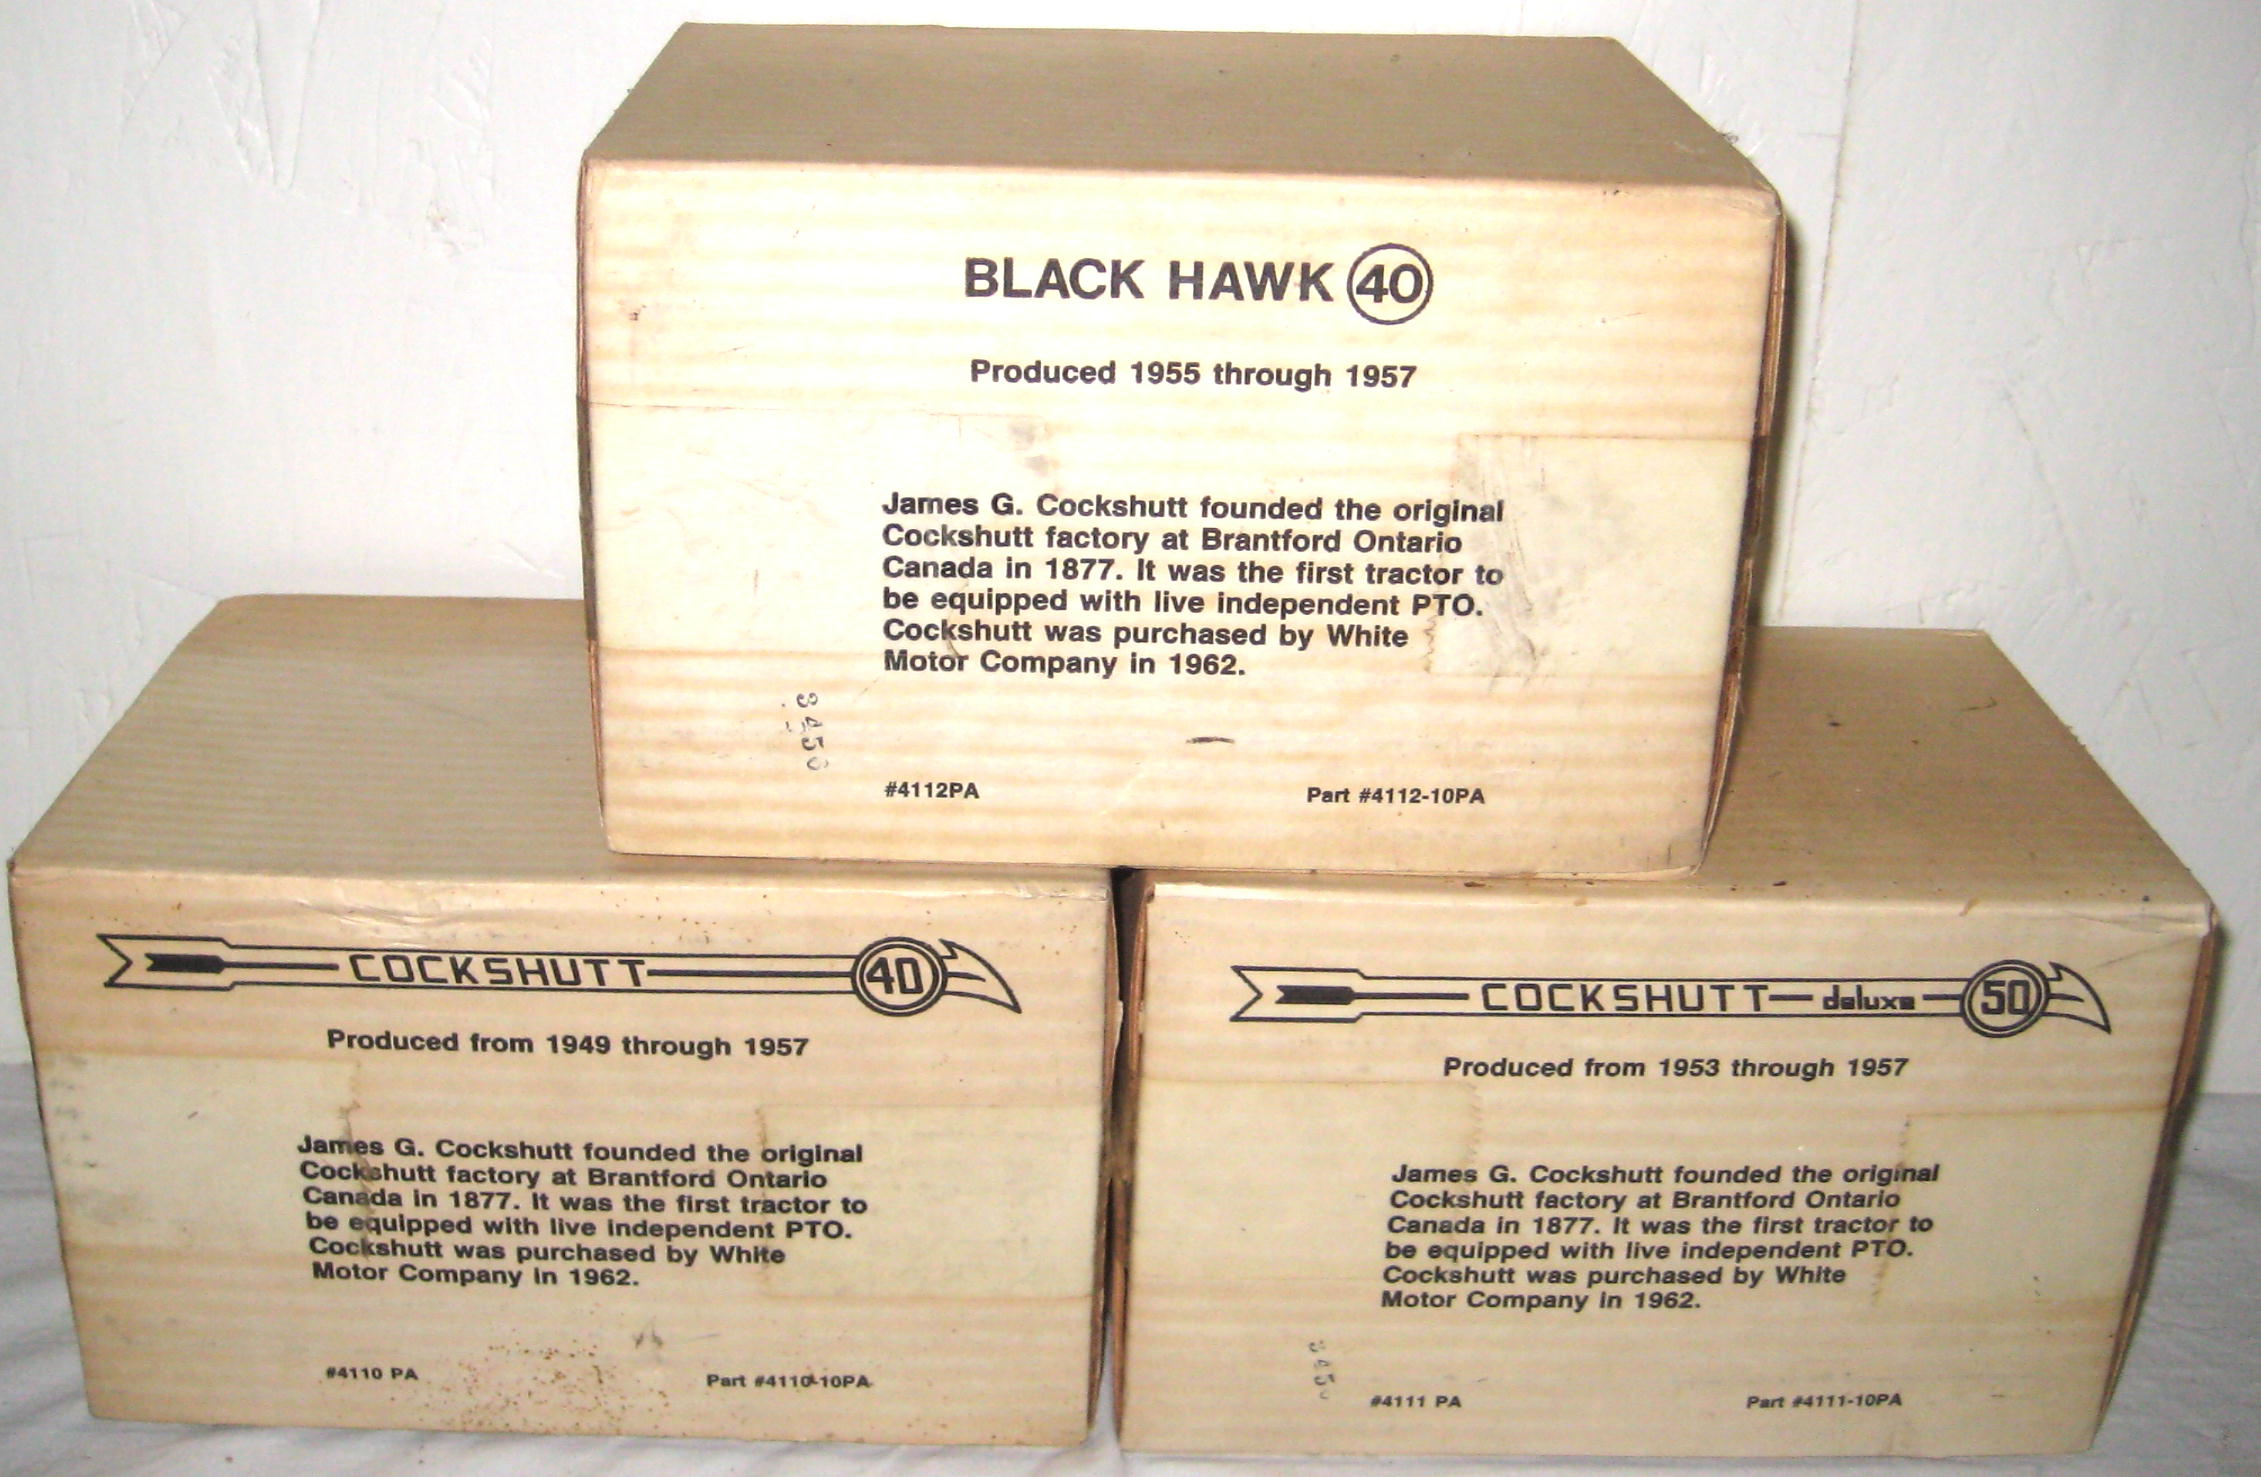 BLACK HAWK 40
Produced 1955 through 1957
James G. Cockshutt founded the original
Cockshutt factory at Brantford Ontario
Canada in 1877. It was the first tractor to
be equipped with live independent PTO.
Cockshutt was purchased by White
Motor Company in 1962.
#4112PA
Part #4112-10PA
COCKSHUTT 40
Produced from 1949 through 1957
James G. Cockshutt founded the original
Cockshutt factory at Brantford Ontario
Canada in 1877. It was the first tractor to
be equipped with live independent PTO.
Cockshutt was purchased by White
Motor Company in 1962.
#4110 PA
Part #4110-10PA
COCKSHUTT deluxe 50
Produced from 1953 through 1957
James G. Cockshutt founded the original
Cockshutt factory at Brantford Ontario
Canada in 1877. It was the first tractor to
be equipped with live independent PTO.
Cockshutt was purchased by White
Motor Company in 1962.
#4111 PA
Part #4111-10PA